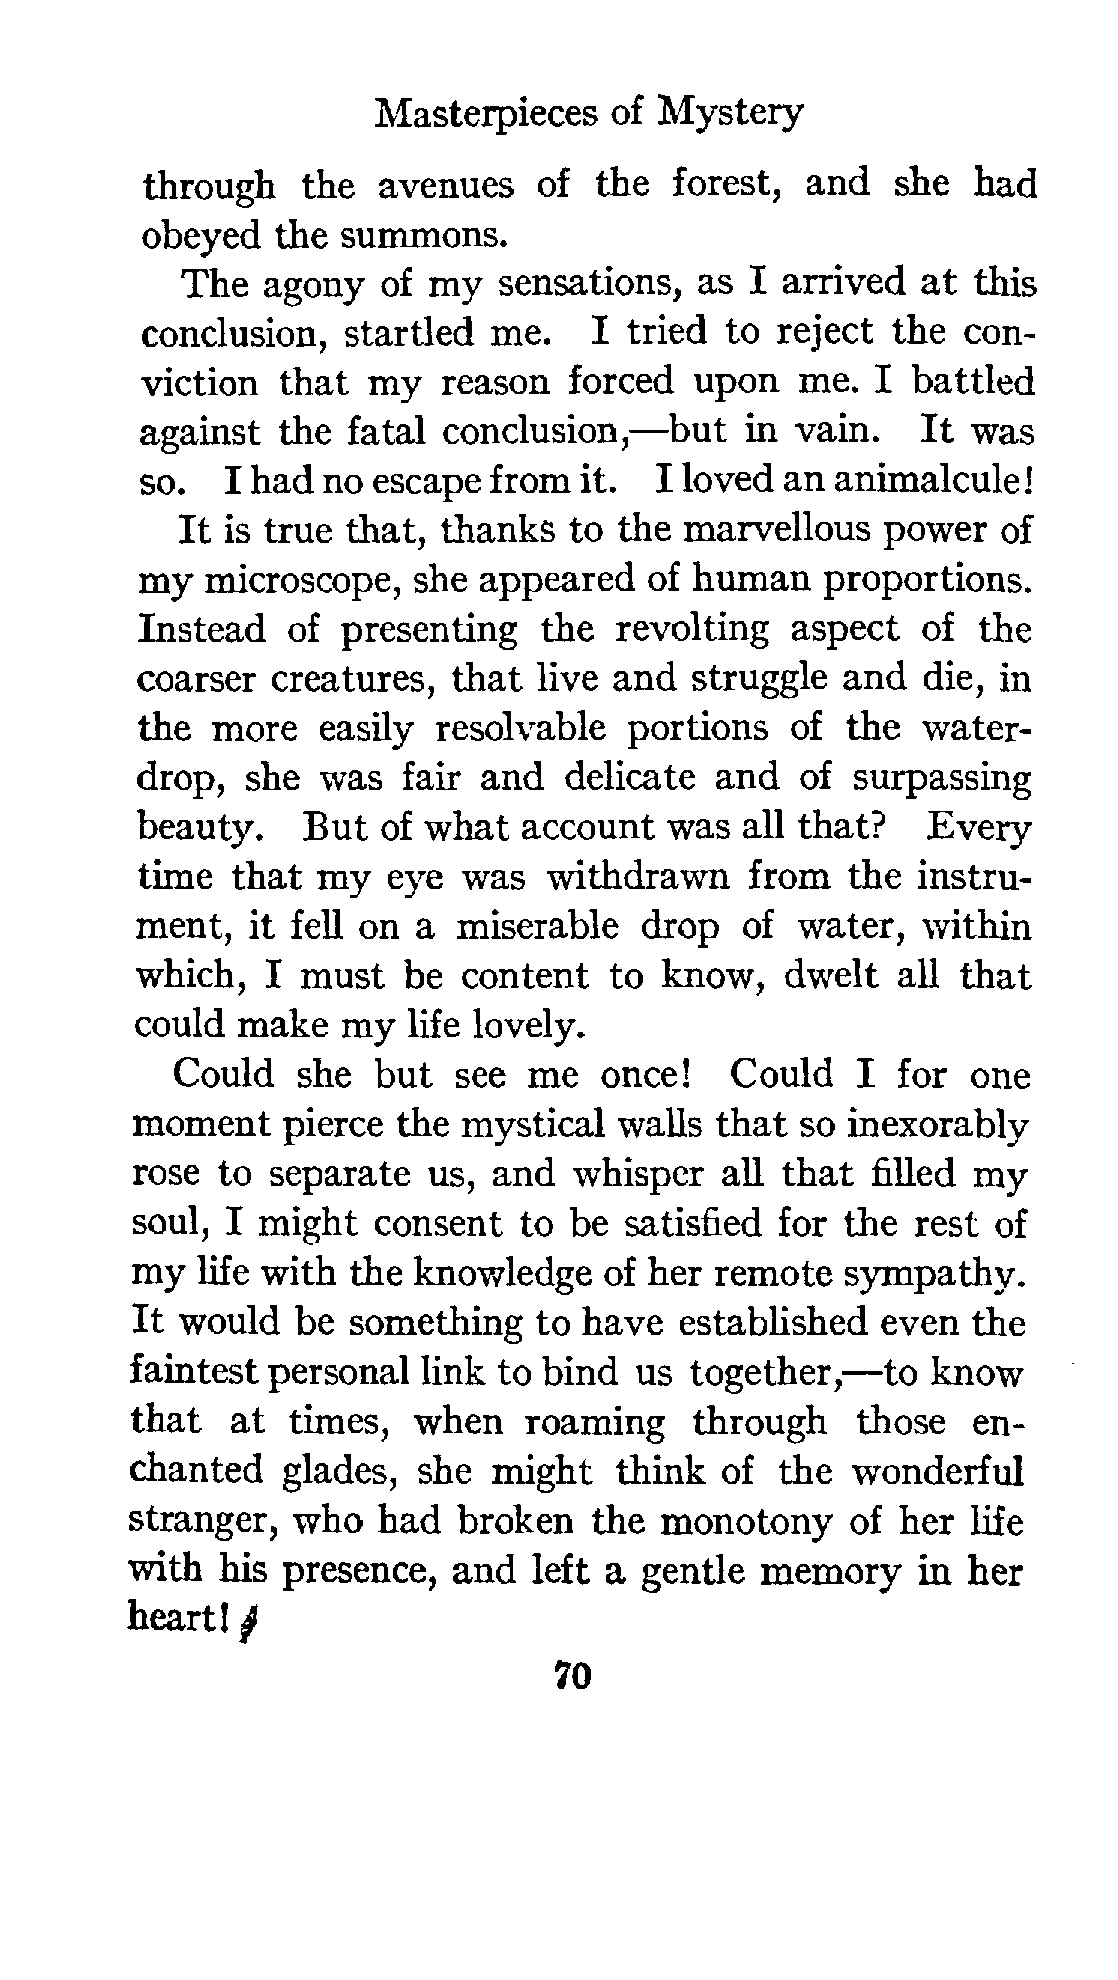 Masterpieces of Mystery
through the avenues of the forest, and she had
obeyed the summons.
The agony of my sensations, as I arrived at this
conclusion, startled me. I tried to reject the con-
viction that my reason forced upon me. I battled
against the fatal conclusion,—but in vain. It was
so. I had no escape from it. I loved an animalcule!
It is true that, thanks to the marvellous power of
my microscope, she appeared of human proportions.
Instead of presenting the revolting aspect of the
coarser creatures, that live and struggle and die, in
the more easily resolvable portions of the water-
drop, she was fair and delicate and of surpassing
beauty. But of what account was all that? Every
time that my eye was withdrawn from the instru-
ment, it fell on a miserable drop of water, within
which, I must be content to know, dwelt all that
could make my life lovely.
Could she but see me once! Could I for one
moment pierce the mystical walls that so inexorably
rose to separate us, and whisper all that filled my
soul, I might consent to be satisfied for the rest of
my life with the knowledge of her remote sympathy.
It would be something to have established even the
faintest personal link to bind us together,—to know
that at times, when roaming through those en-
chanted glades, she might think of the wonderful
stranger, who had broken the monotony of her life
with his presence, and left a gentle memory in her
heart!
70